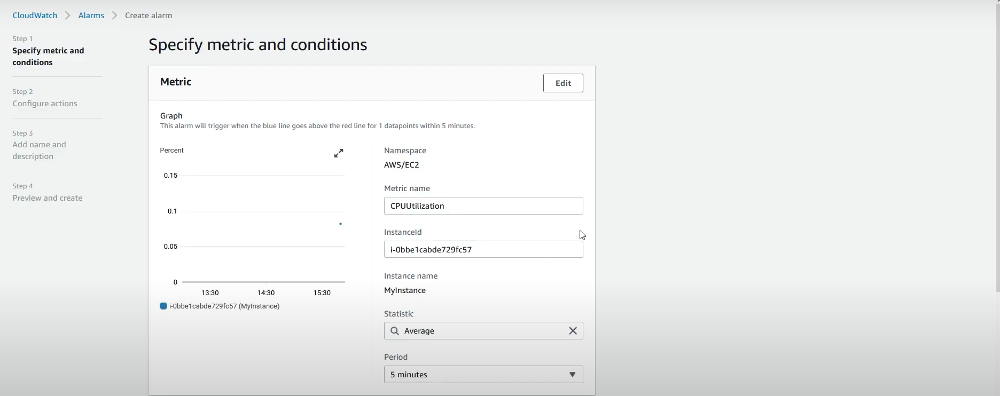 CloudWatch > Alarms > Create alarm
Step 1
Specify metric and
conditions
Step 2
Configure actions
Step 3
Add name and
description
Step 4
Preview and create
Specify metric and conditions
Metric
Edit
Graph
This alarm will trigger when the blue line goes above the red line for 1 datapoints within 5 minutes.
Percent
0.15
0.1
0.05
0
13:30 14:30 15:30
i-0bbe1cabde729fc57 (MyInstance)
Namespace
AWS/EC2
Metric name
CPUUtilization
InstanceId
i-0bbe1cabde729fc57
Instance name
MyInstance
Statistic
Average
Period
5 minutes